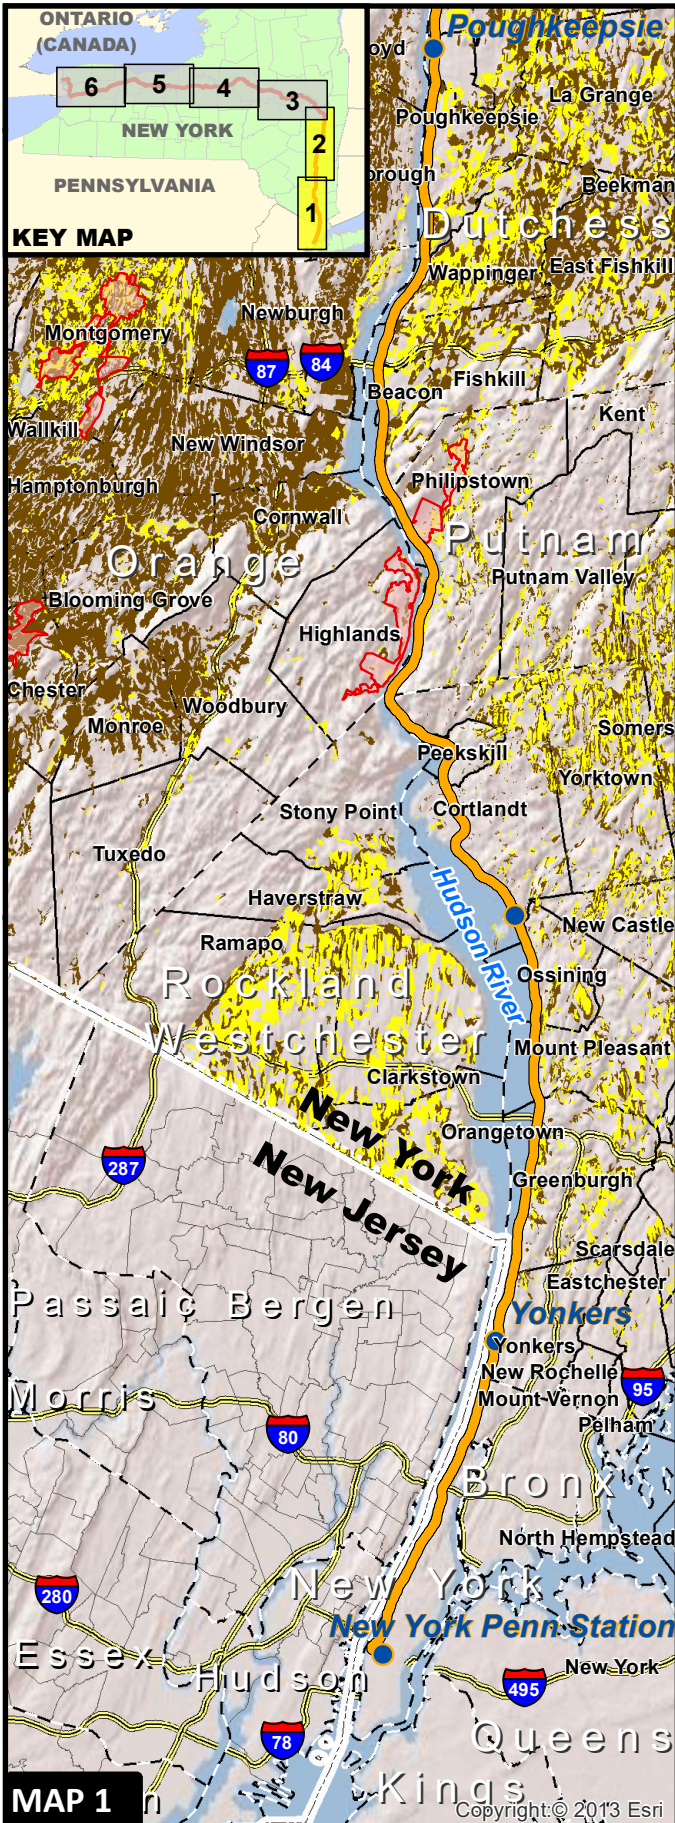 ONTARIO
(CANADA)
6
5
4
3
2
1
NEW YORK
PENNSYLVANIA
KEY MAP
Poughkeepsie
oyd
La Grange
Poughkeepsie
orough
Beekman
Dutchess
Wappinger
East Fishkill
Newburgh
Montgomery
87
84
Fishkill
Beacon
Kent
Wallkill
New Windsor
Philipstown
Hamptonburgh
Cornwall
Putnam
Orange
Putnam Valley
Blooming Grove
Highlands
Chester
Woodbury
Monroe
Somers
Peekskill
Yorktown
Stony Point
Cortlandt
Tuxedo
Hudson River
Haverstraw
New Castle
Ramapo
Rockland
Ossining
Westchester
Mount Pleasant
Clarkstown
New York
Orangetown
287
New Jersey
Greenburgh
Scarsdale
Eastchester
Passaic
Bergen
Yonkers
Yonkers
New Rochelle
95
Morris
Mount Vernon
Pelham
80
Bronx
North Hempstead
280
New York
New York Penn Station
Essex
Hudson
New York
495
78
Queens
Kings
n
MAP 1
Copyright:© 2013 Esri